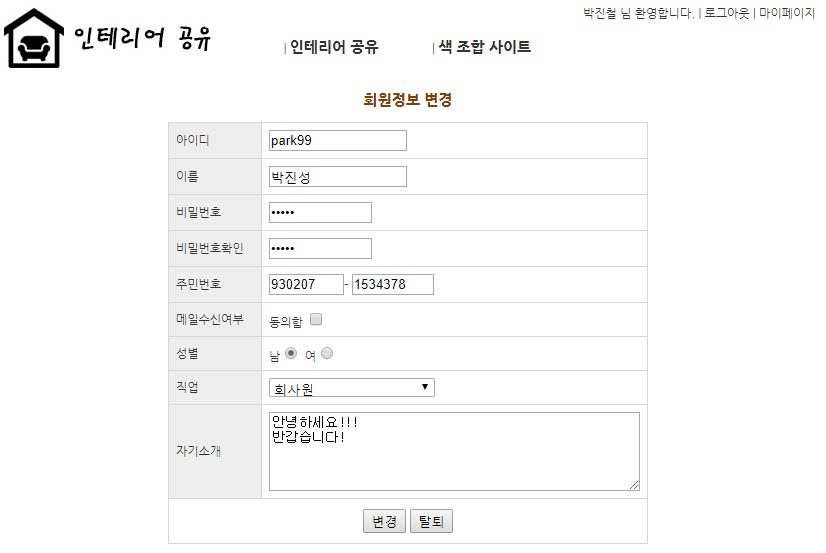 박진철 님 환영합니다. | 로그아웃 | 마이페이지
인테리어 공유
| 인테리어 공유 | 색 조합 사이트
회원정보 변경
아이디 park99
이름 박진성
비밀번호 •••••
비밀번호확인 •••••
주민번호 930207 - 1534378
메일수신여부 동의함
성별 남 여
직업 회사원
자기소개 안녕하세요!!!
반갑습니다!
변경 탈퇴